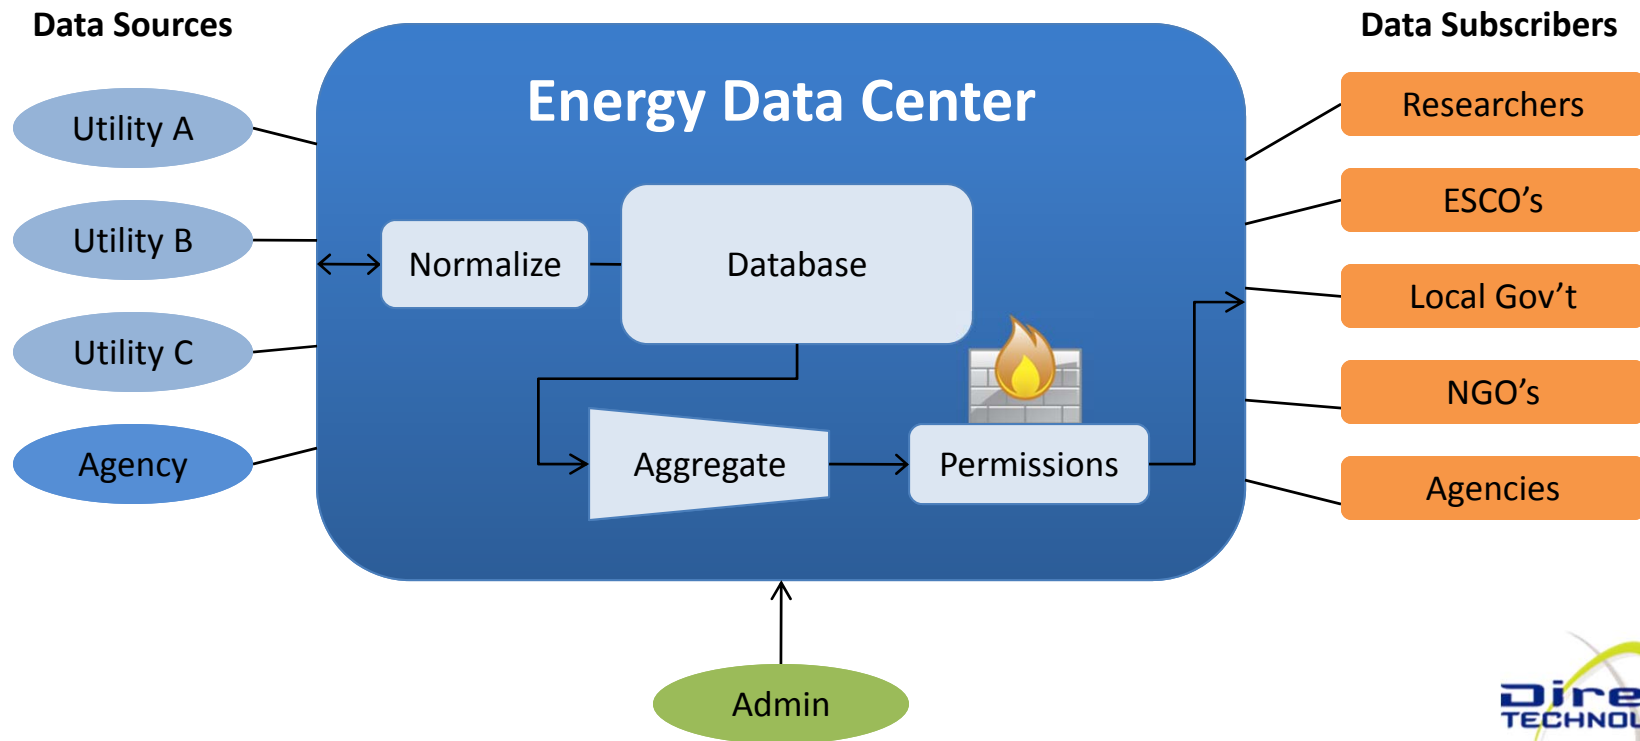 Data Sources
Data Subscribers
Energy Data Center
Utility A
Utility B
Utility C
Agency
Normalize
Database
Aggregate
Permissions
Researchers
ESCO’s
Local Gov’t
NGO’s
Agencies
Admin